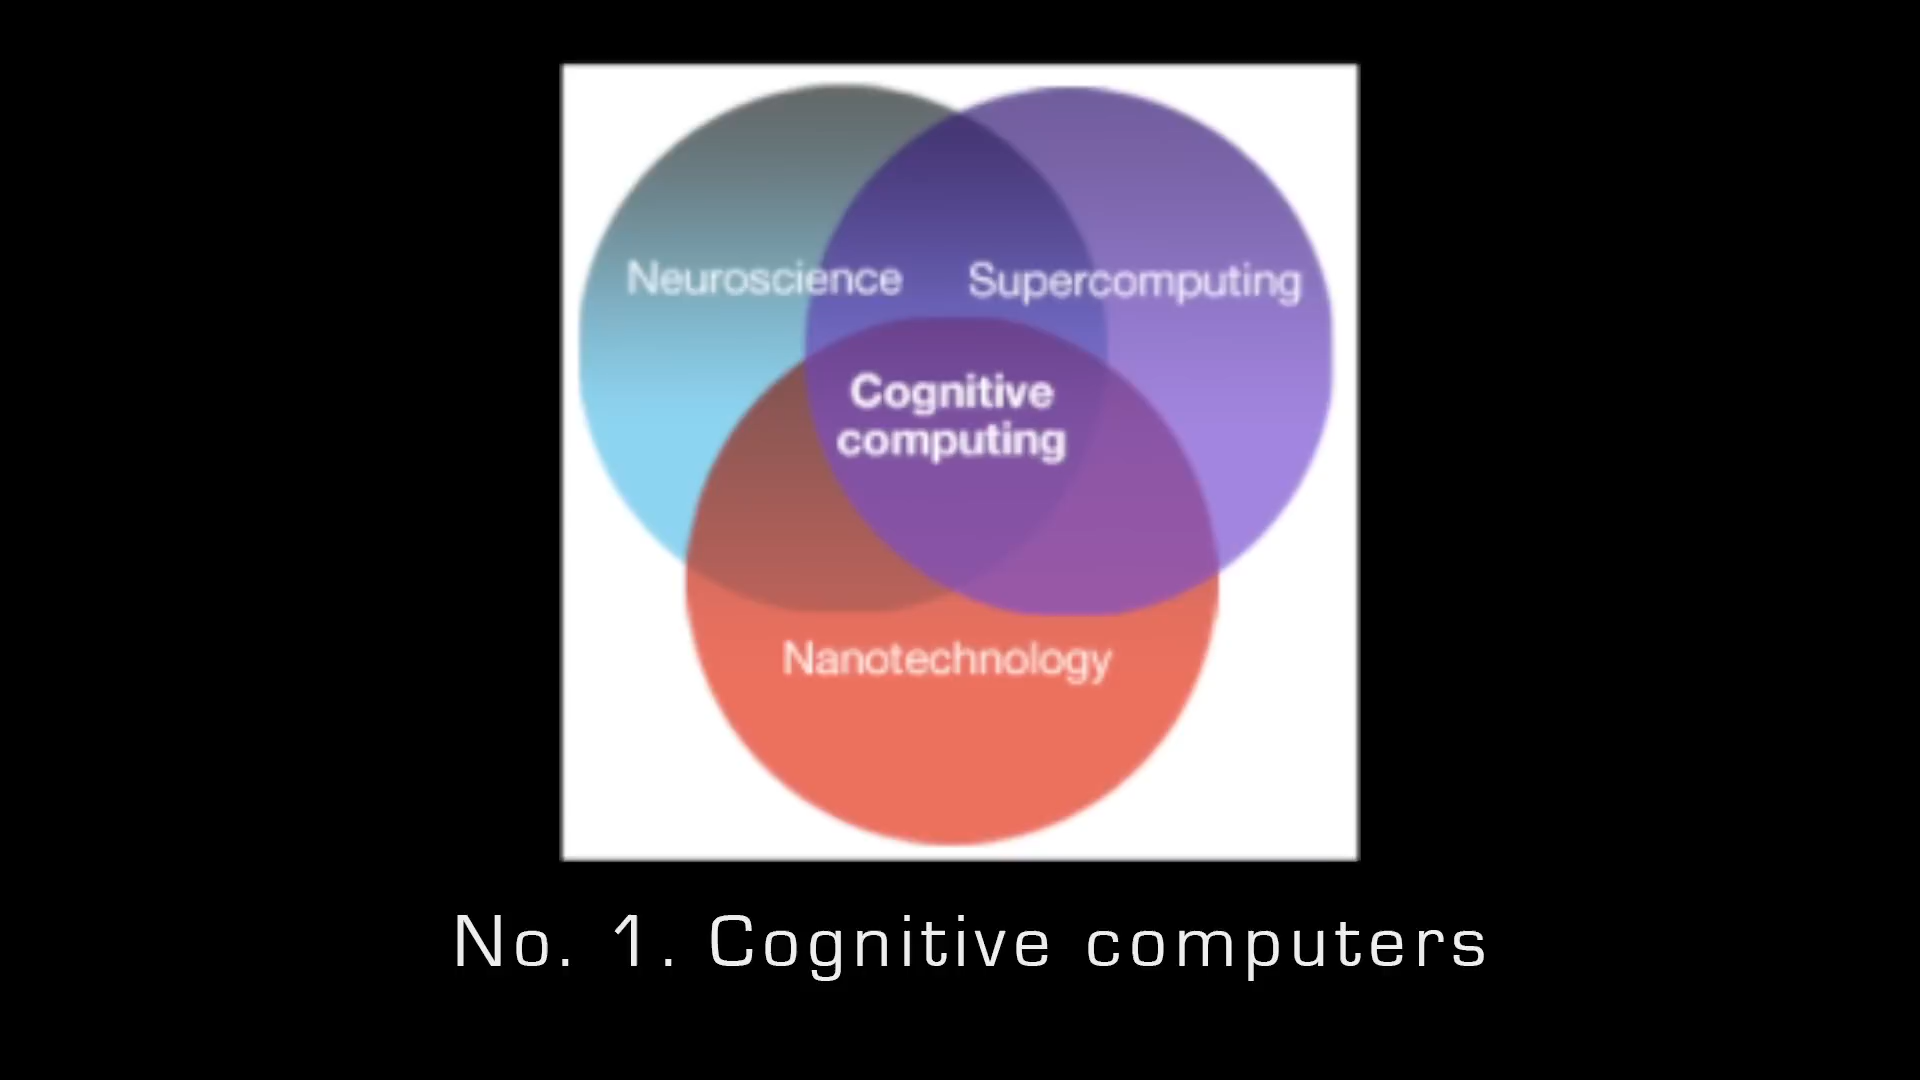 Neuroscience
Supercomputing
Cognitive
computing
Nanotechnology
No. 1. Cognitive computers